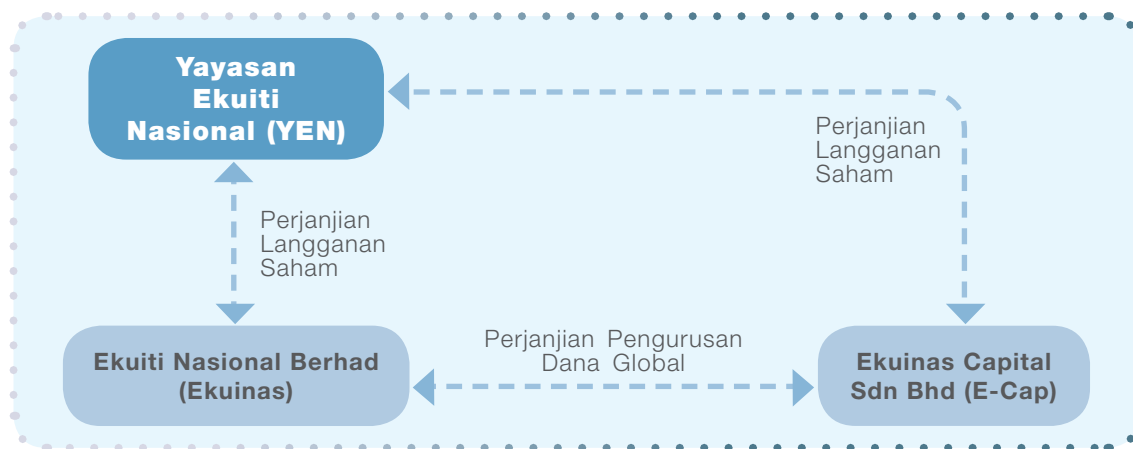 Yayasan
Ekuiti
Nasional (YEN)
Perjanjian
Langganan
Saham
Perjanjian
Langganan
Saham
Ekuiti Nasional Berhad
(Ekuinas)
Perjanjian Pengurusan
Dana Global
Ekuinas Capital
Sdn Bhd (E-Cap)